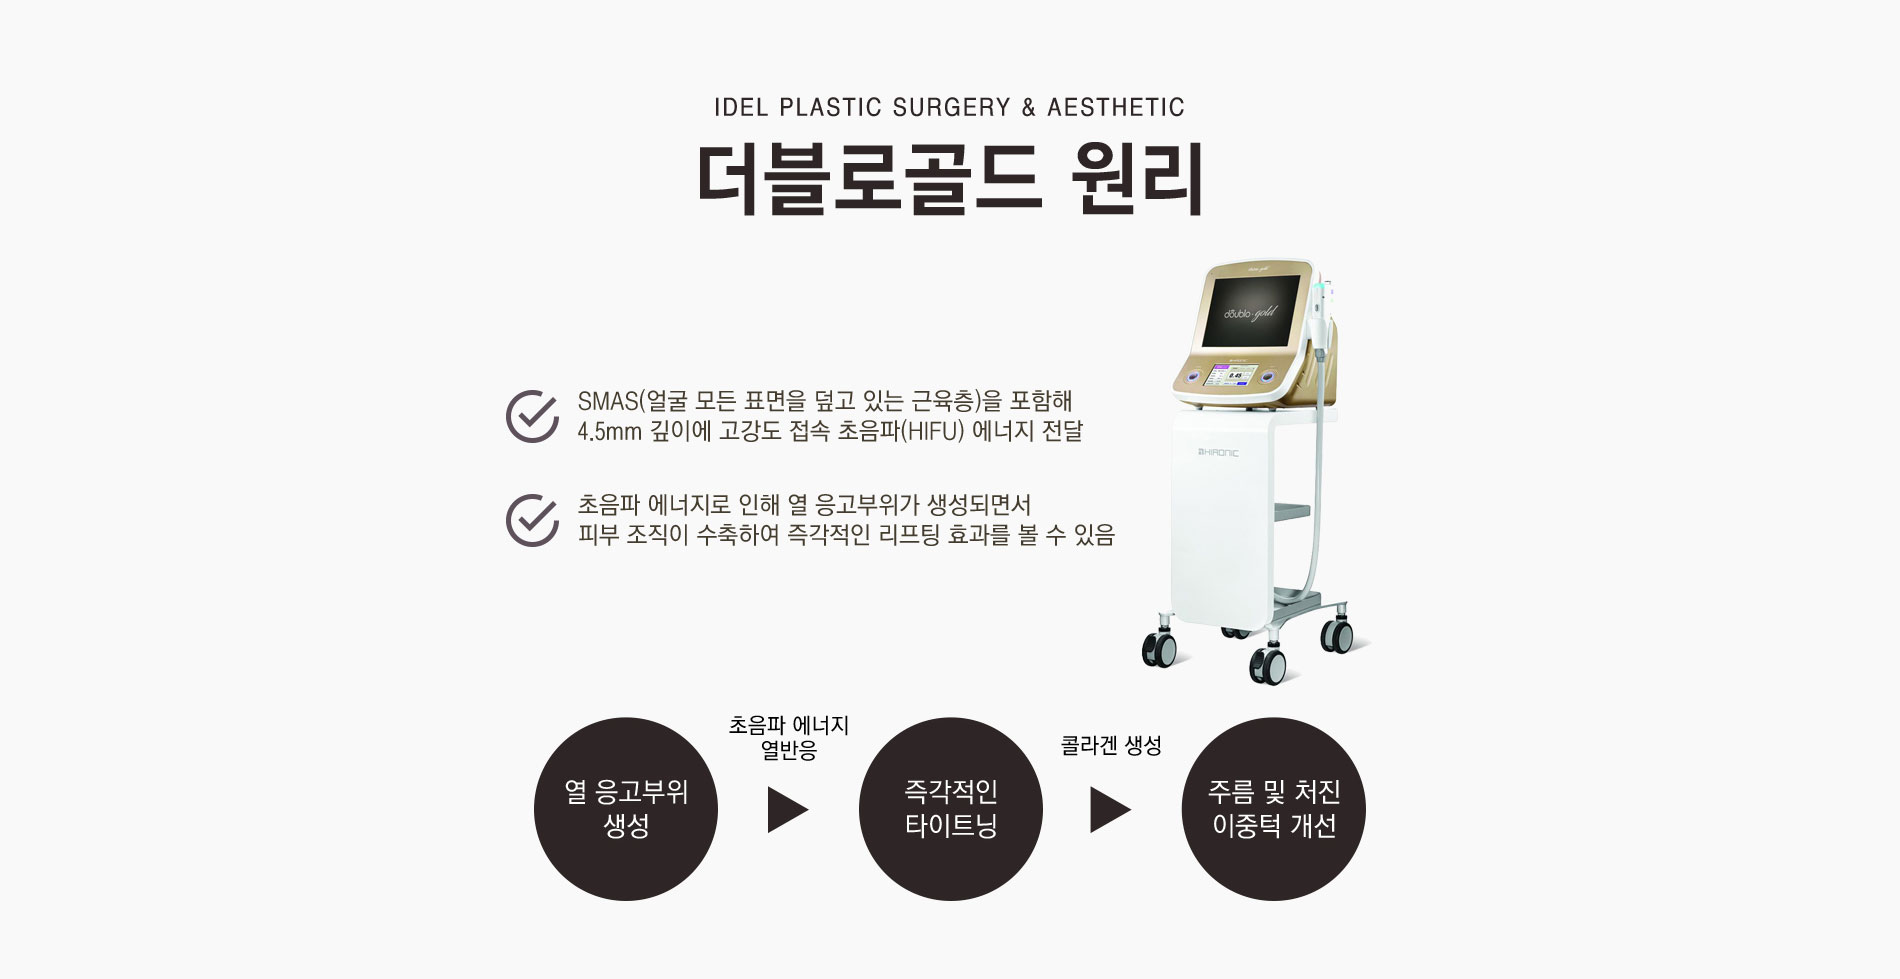 IDEL PLASTIC SURGERY & AESTHETIC
더블로골드 원리
doublo-gold
HIRONIC
0.45
HIRONIC
SMAS(얼굴 모든 표면을 덮고 있는 근육층)을 포함해
4.5mm 깊이에 고강도 접속 초음파(HIFU) 에너지 전달
초음파 에너지로 인해 열 응고부위가 생성되면서
피부 조직이 수축하여 즉각적인 리프팅 효과를 볼 수 있음
열 응고부위
생성
초음파 에너지
열반응
즉각적인
타이트닝
콜라겐 생성
주름 및 처진
이중턱 개선